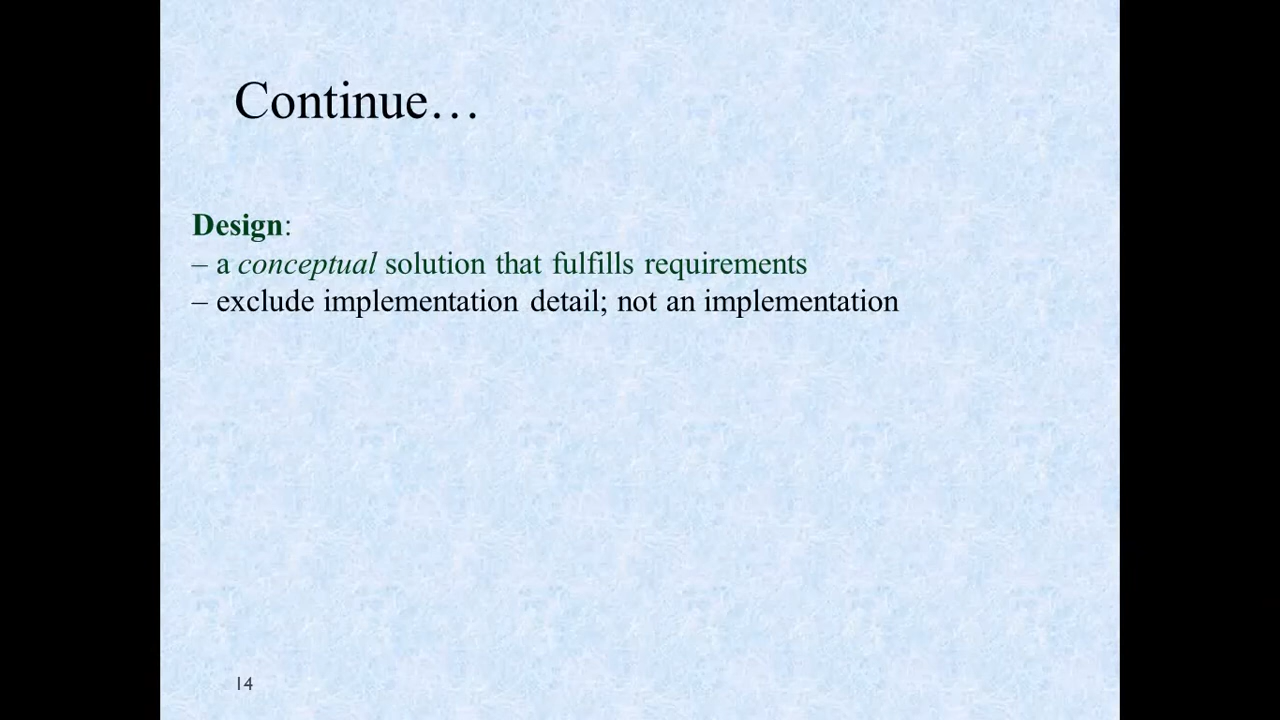 Continue…
Design:
– a conceptual solution that fulfills requirements
– exclude implementation detail; not an implementation
14